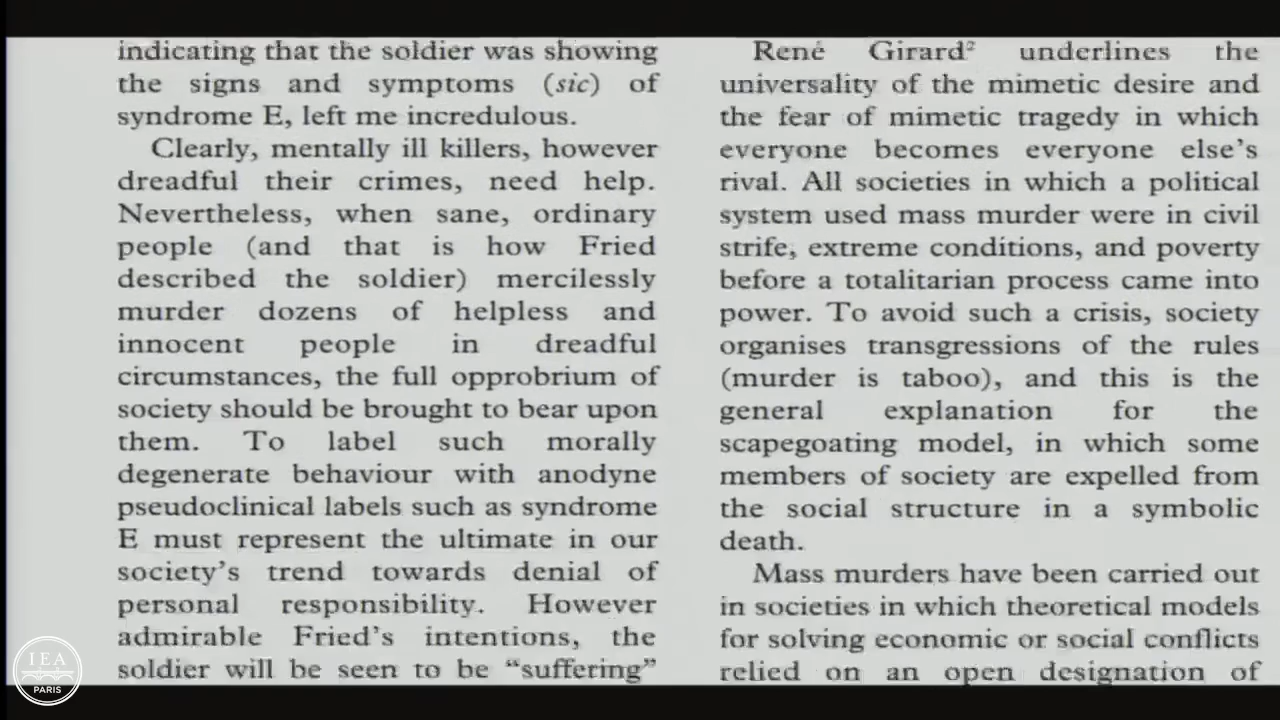 indicating that the soldier was showing
the signs and symptoms (sic) of
syndrome E, left me incredulous.
Clearly, mentally ill killers, however
dreadful their crimes, need help.
Nevertheless, when sane, ordinary
people (and that is how Fried
described the soldier) mercilessly
murder dozens of helpless and
innocent people in dreadful
circumstances, the full opprobrium of
society should be brought to bear upon
them. To label such morally
degenerate behaviour with anodyne
pseudoclinical labels such as syndrome
E must represent the ultimate in our
society's trend towards denial of
personal responsibility. However
admirable Fried's intentions, the
soldier will be seen to be “suffering”
René Girard² underlines the
universality of the mimetic desire and
the fear of mimetic tragedy in which
everyone becomes everyone else's
rival. All societies in which a political
system used mass murder were in civil
strife, extreme conditions, and poverty
before a totalitarian process came into
power. To avoid such a crisis, society
organises transgressions of the rules
(murder is taboo), and this is the
general explanation for the
scapegoating model, in which some
members of society are expelled from
the social structure in a symbolic
death.
Mass murders have been carried out
in societies in which theoretical models
for solving economic or social conflicts
relied on an open designation of
IEA
PARIS